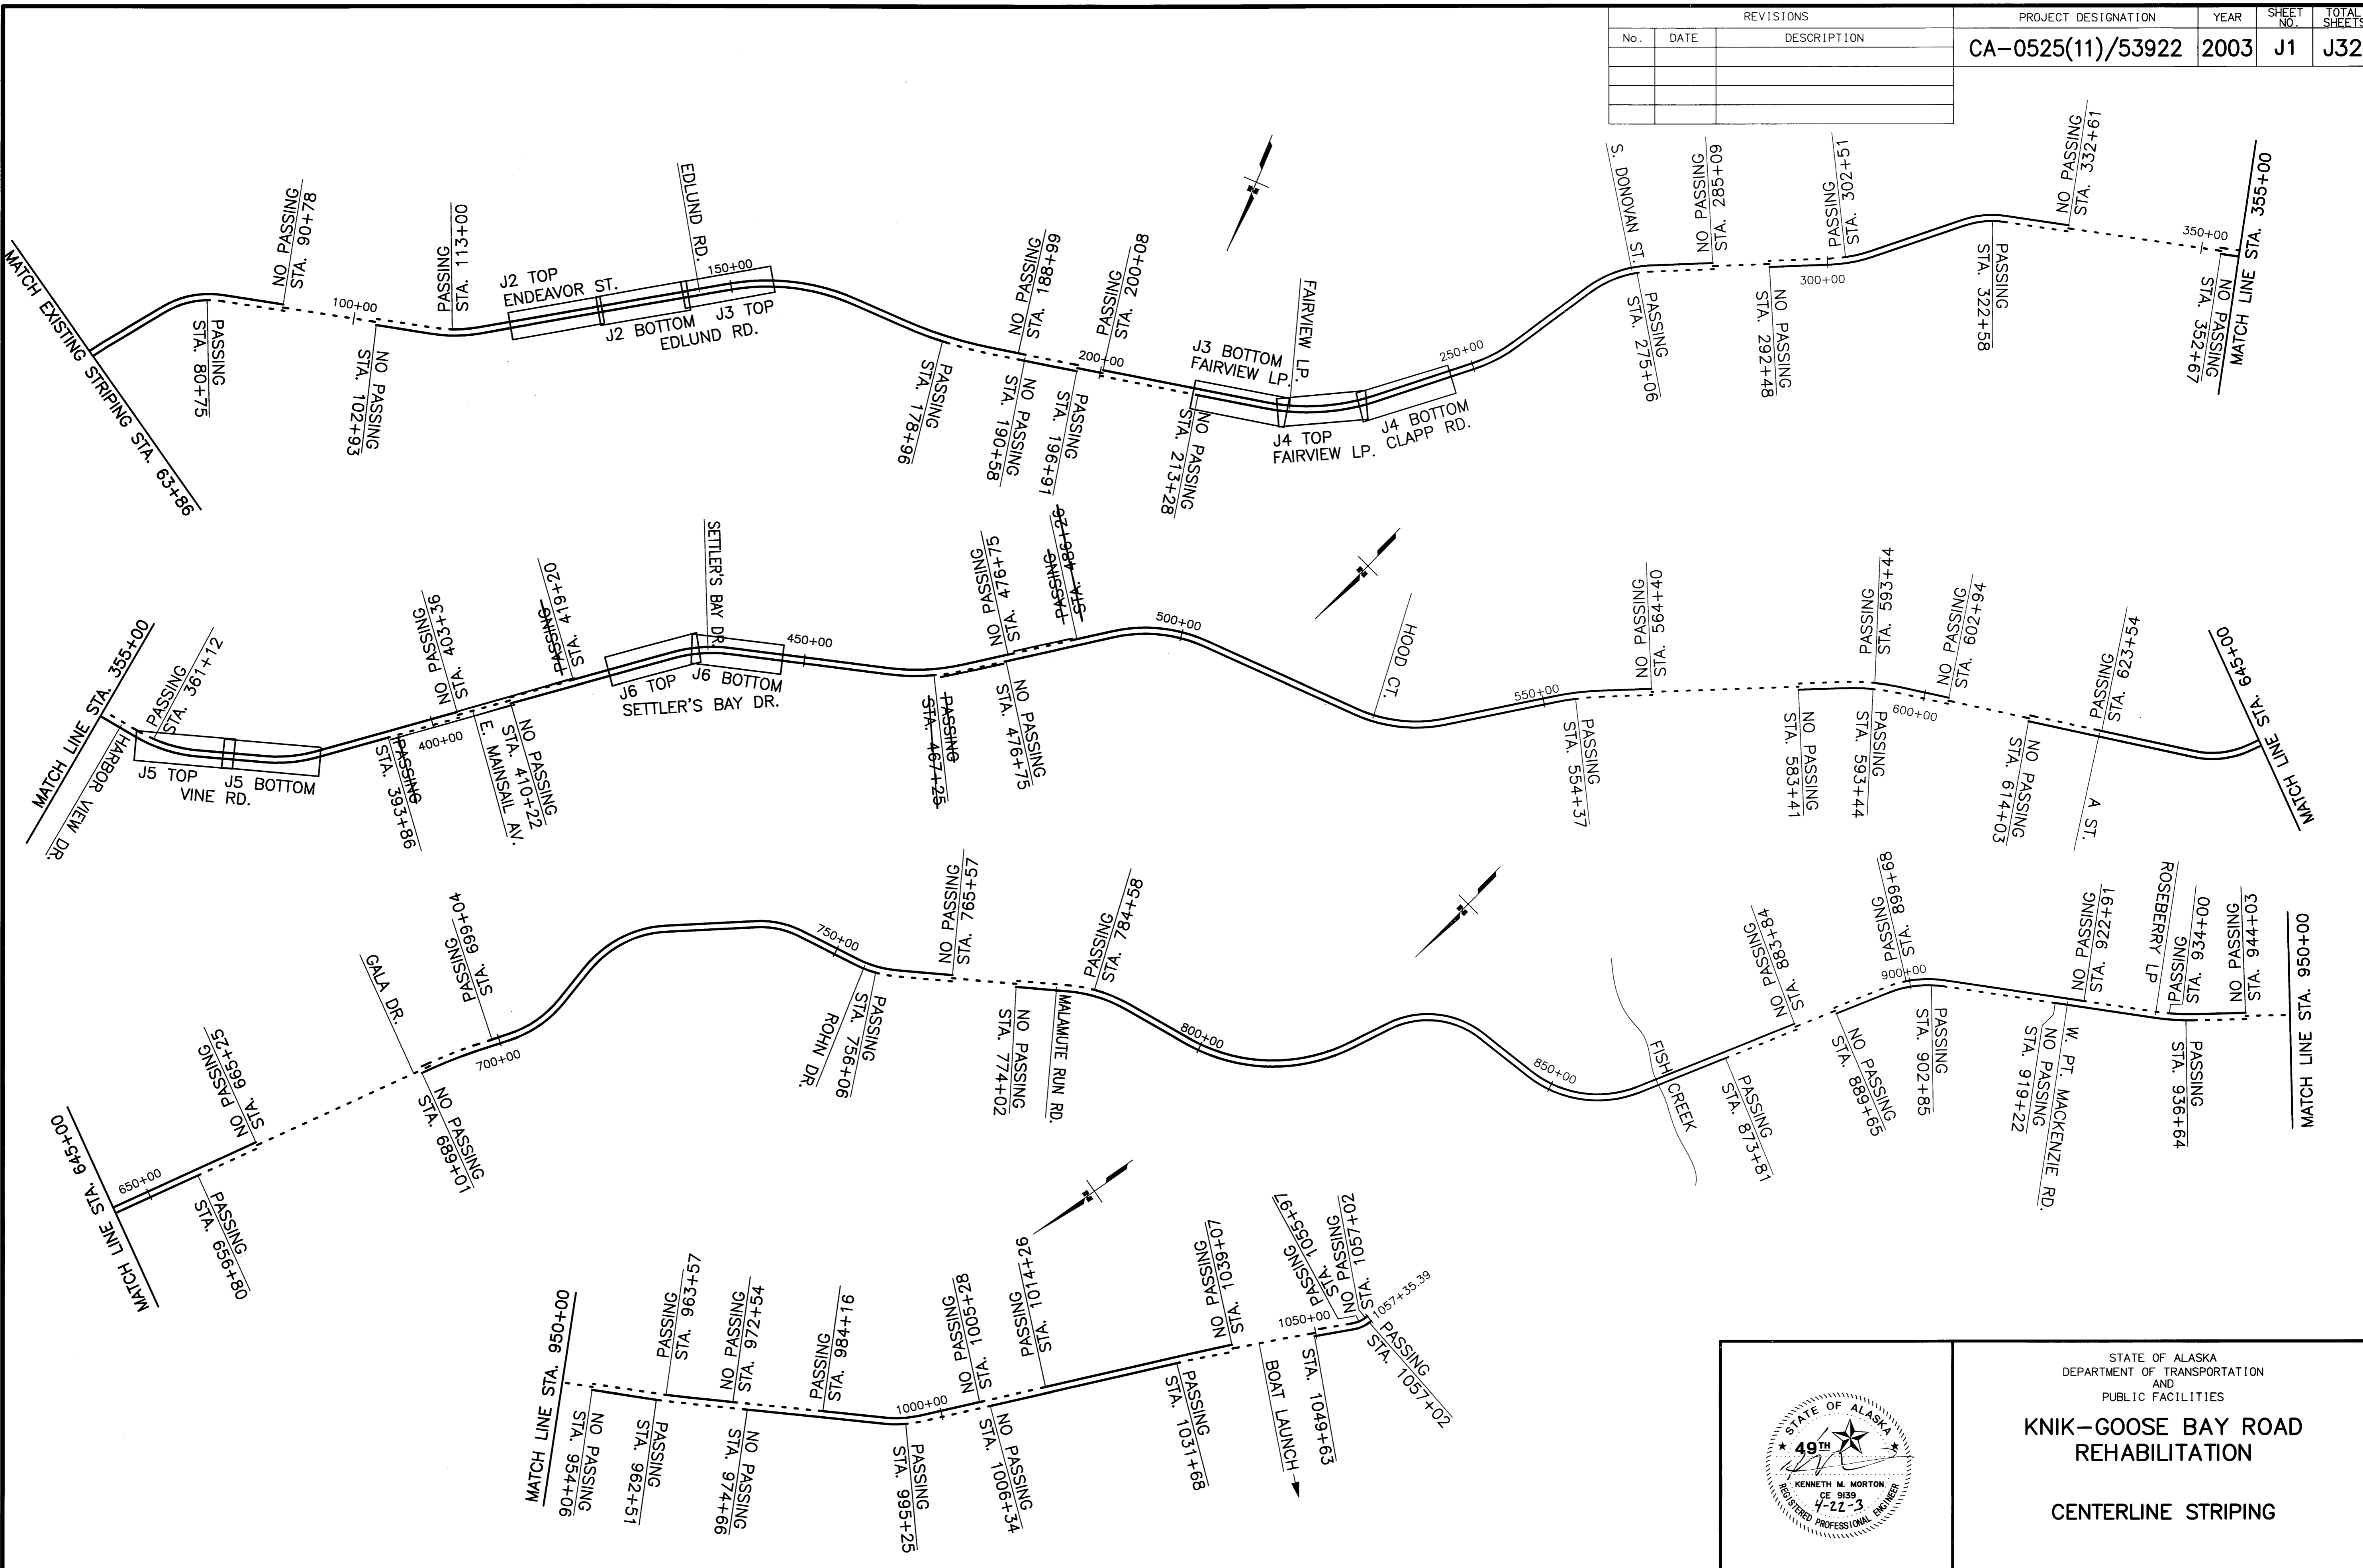 REVISIONS
No. DATE DESCRIPTION
PROJECT DESIGNATION YEAR SHEET NO. TOTAL SHEETS
CA-0525(11)/53922 2003 J1 J32
MATCH EXISTING STRIPING STA. 63+86
PASSING
STA. 80+75
NO PASSING
STA. 90+78
100+00
NO PASSING
STA. 102+93
PASSING
STA. 113+00
J2 TOP
ENDEAVOR ST.
J2 BOTTOM
EDLUND RD.
EDLUND RD.
J3 TOP
150+00
PASSING
STA. 178+96
NO PASSING
STA. 188+99
NO PASSING
STA. 190+58
PASSING
STA. 196+91
200+00
PASSING
STA. 200+08
NO PASSING
STA. 213+28
J3 BOTTOM
FAIRVIEW LP.
FAIRVIEW LP.
J4 TOP
FAIRVIEW LP.
J4 BOTTOM
CLAPP RD.
250+00
S. DONOVAN ST.
PASSING
STA. 275+06
NO PASSING
STA. 285+09
NO PASSING
STA. 292+48
300+00
PASSING
STA. 302+51
PASSING
STA. 322+58
NO PASSING
STA. 332+61
350+00
NO PASSING
STA. 352+67
MATCH LINE STA. 355+00
MATCH LINE STA. 355+00
HARBOR VIEW DR.
PASSING
STA. 361+12
J5 TOP
VINE RD.
J5 BOTTOM
PASSING
STA. 393+86
400+00
NO PASSING
STA. 403+36
E. MAINSAIL AV.
NO PASSING
STA. 410+22
PASSING
STA. 419+20
J6 TOP
J6 BOTTOM
SETTLER'S BAY DR.
SETTLER'S BAY DR.
450+00
PASSING
STA. 467+25
NO PASSING
STA. 476+75
NO PASSING
STA. 476+75
PASSING
STA. 486+26
500+00
HOOD CT.
550+00
PASSING
STA. 554+37
NO PASSING
STA. 564+40
NO PASSING
STA. 583+41
PASSING
STA. 593+44
PASSING
STA. 593+44
600+00
NO PASSING
STA. 602+94
NO PASSING
STA. 614+03
PASSING
STA. 623+54
A ST.
MATCH LINE STA. 645+00
MATCH LINE STA. 645+00
650+00
PASSING
STA. 656+80
NO PASSING
STA. 665+25
GALA DR.
NO PASSING
STA. 689+01
PASSING
STA. 699+04
700+00
750+00
ROHN DR.
PASSING
STA. 756+06
NO PASSING
STA. 765+57
NO PASSING
STA. 774+02
MALAMUTE RUN RD.
PASSING
STA. 784+58
800+00
850+00
FISH CREEK
PASSING
STA. 873+81
NO PASSING
STA. 883+84
NO PASSING
STA. 889+65
PASSING
STA. 899+68
900+00
PASSING
STA. 902+85
NO PASSING
STA. 919+22
W. PT. MACKENZIE RD.
NO PASSING
STA. 922+91
ROSEBERRY LP
PASSING
STA. 934+00
PASSING
STA. 936+64
NO PASSING
STA. 944+03
MATCH LINE STA. 950+00
MATCH LINE STA. 950+00
NO PASSING
STA. 954+06
PASSING
STA. 962+51
PASSING
STA. 963+57
NO PASSING
STA. 972+54
NO PASSING
STA. 974+66
PASSING
STA. 984+16
PASSING
STA. 995+25
1000+00
NO PASSING
STA. 1005+28
NO PASSING
STA. 1006+34
PASSING
STA. 1014+26
PASSING
STA. 1031+68
NO PASSING
STA. 1039+07
BOAT LAUNCH
STA. 1049+63
1050+00
PASSING
STA. 1055+97
NO PASSING
STA. 1057+02
1057+35.39
PASSING
STA. 1057+02
STATE OF ALASKA
49TH
KENNETH M. MORTON
CE 9139
4-22-3
REGISTERED PROFESSIONAL ENGINEER
STATE OF ALASKA
DEPARTMENT OF TRANSPORTATION
AND
PUBLIC FACILITIES
KNIK-GOOSE BAY ROAD
REHABILITATION
CENTERLINE STRIPING